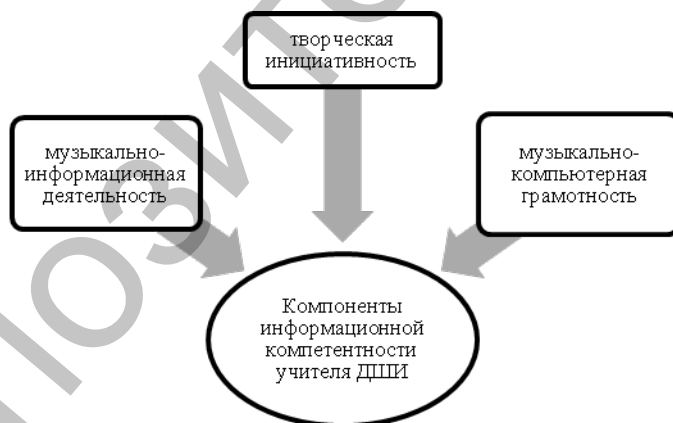 творческая
инициативность
музыкально-
информационная
деятельность
музыкально-
компьютерная
грамотность
Компоненты
информационной
компетентности
учителя ДШИ